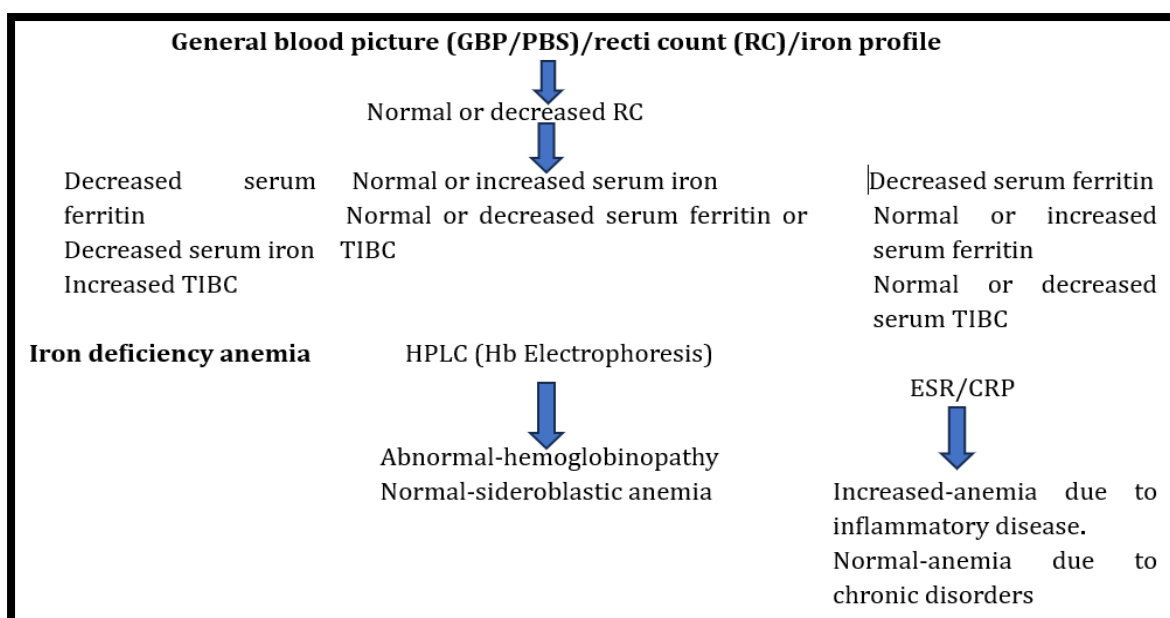 General blood picture (GBP/PBS)/recti count (RC)/iron profile
Normal or decreased RC
Decreased serum
ferritin
Decreased serum iron
Increased TIBC
Normal or increased serum iron
Normal or decreased serum ferritin or
TIBC
Decreased serum ferritin
Normal or increased
serum ferritin
Normal or decreased
serum TIBC
Iron deficiency anemia
HPLC (Hb Electrophoresis)
Abnormal-hemoglobinopathy
Normal-sideroblastic anemia
ESR/CRP
Increased-anemia due to
inflammatory disease.
Normal-anemia due to
chronic disorders